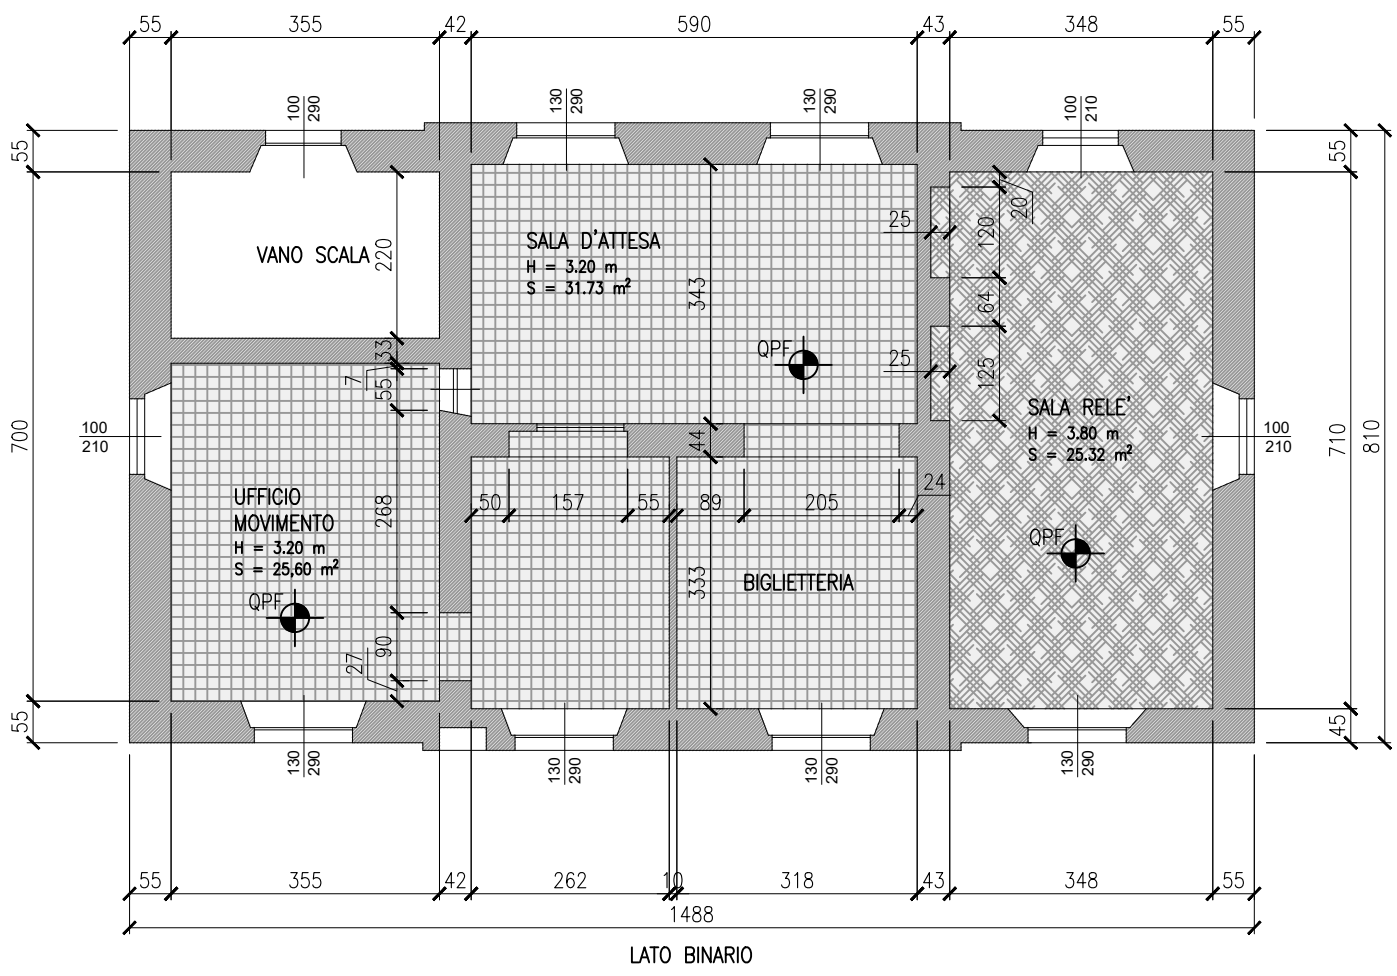 55 355 42 590 43 348 55
100 290
130 290
130 290
100 210
55
55
220
VANO SCALA
SALA D'ATTESA
H = 3.20 m
S = 31.73 m²
343
25
20
120
64
33
7
55
QPF
25
125
SALA RELE'
H = 3.80 m
S = 25.32 m²
700
100
210
100
210
710
810
44
24
50 157 55 89 205
UFFICIO
MOVIMENTO
H = 3.20 m
S = 25,60 m²
268
QPF
QPF
333
BIGLIETTERIA
27
90
55
45
130 290
130 290
130 290
130 290
55 355 42 262 10 318 43 348 55
1488
LATO BINARIO